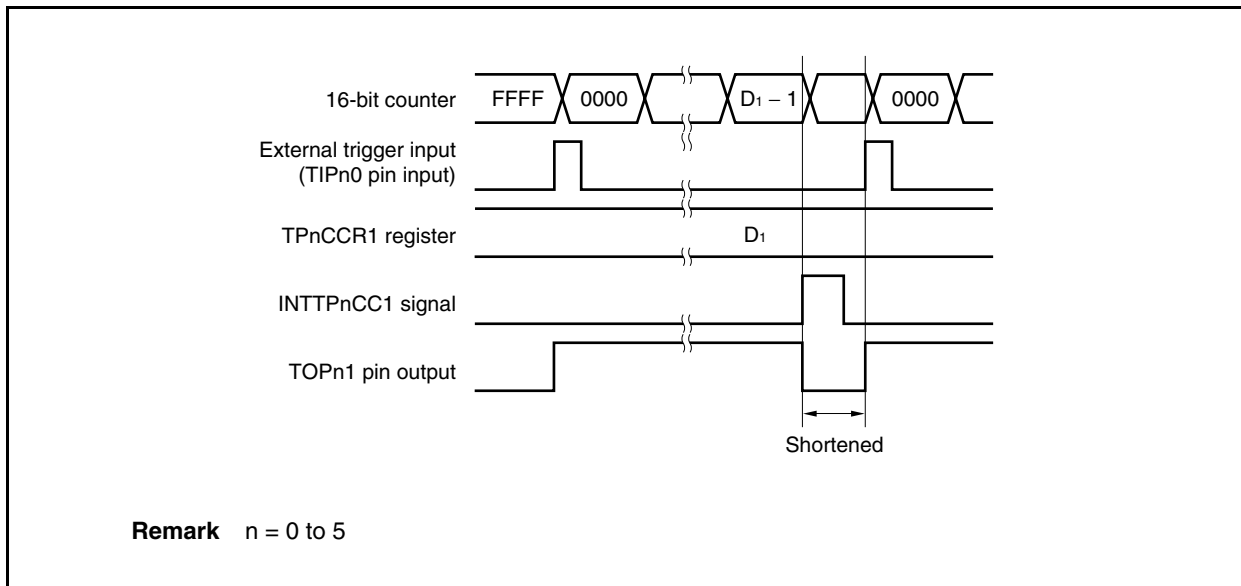 16-bit counter FFFF 0000 D₁ – 1 0000
External trigger input
(TIPn0 pin input)
TPnCCR1 register D₁
INTTPnCC1 signal
TOPn1 pin output
Shortened
Remark n = 0 to 5